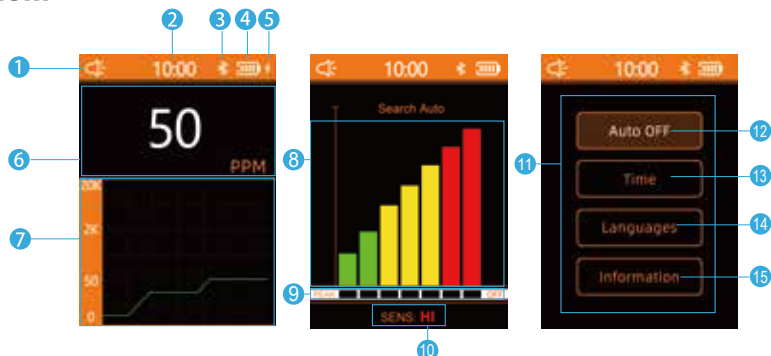 2 3 4 5
1 10:00
50
6 PPM
20K
7 2K
50
0
10:00
Search Auto
8
9 PEAK OFF
SENS: HI
10
10:00
11
Auto OFF 12
Time 13
Languages 14
Information 15